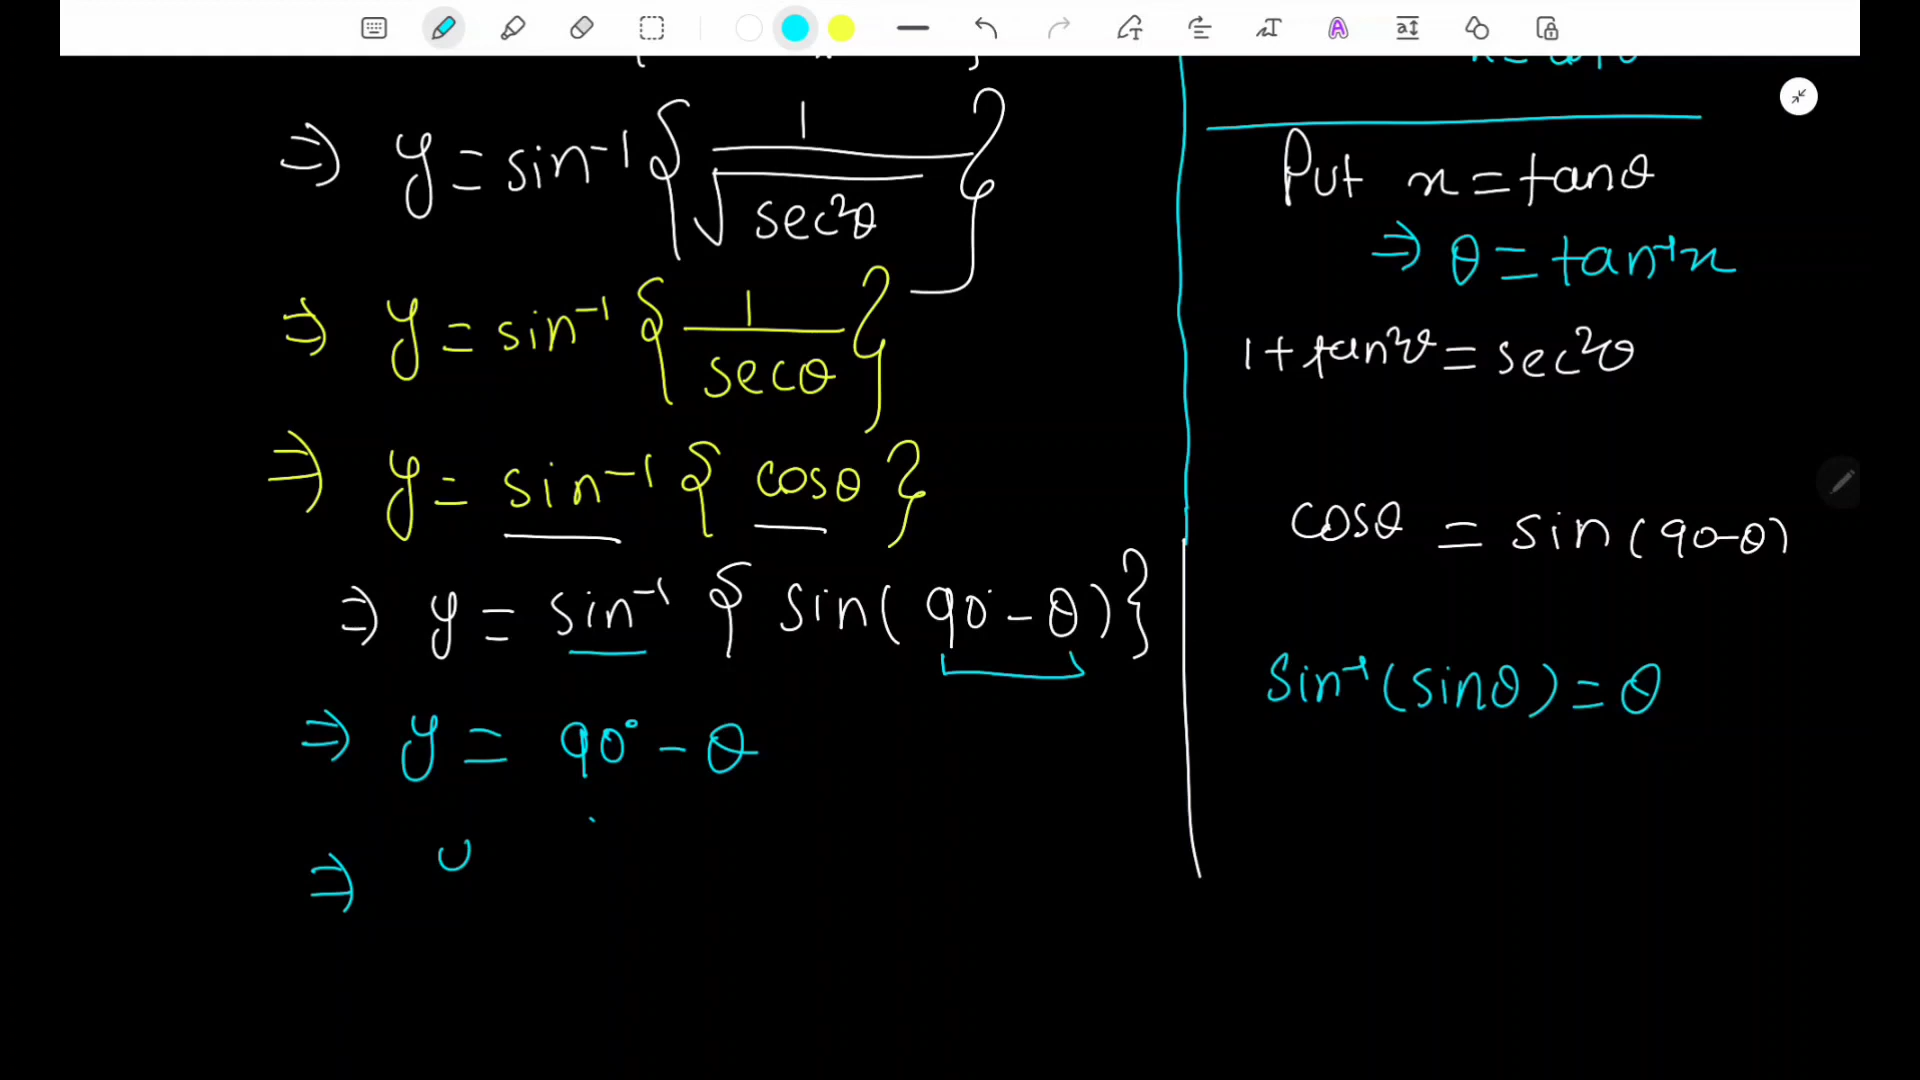 ⇒ y = sin⁻¹ { 1 / √sec²θ }
⇒ y = sin⁻¹ { 1 / secθ }
⇒ y = sin⁻¹ { cosθ }
⇒ y = sin⁻¹ { sin( 90° - θ ) }
⇒ y = 90° - θ
⇒
Put x = tanθ
⇒ θ = tan⁻¹x
1 + tan²θ = sec²θ
cosθ = sin(90-θ)
Sin⁻¹(sinθ) = θ